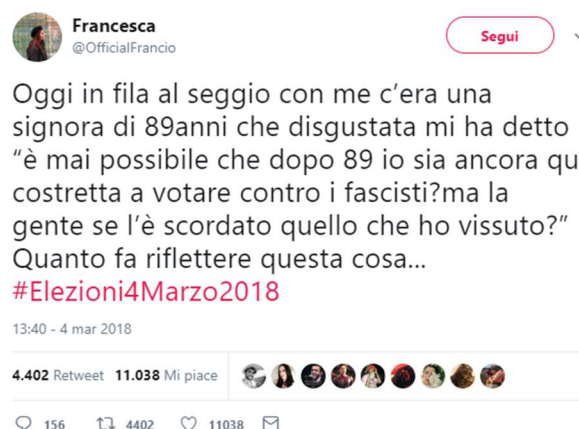 Francesca
@OfficialFrancio
Segui
Oggi in fila al seggio con me c’era una
signora di 89anni che disgustata mi ha detto
“è mai possibile che dopo 89 io sia ancora qu
costretta a votare contro i fascisti?ma la
gente se l’è scordato quello che ho vissuto?”
Quanto fa riflettere questa cosa...
#Elezioni4Marzo2018
13:40 - 4 mar 2018
4.402 Retweet 11.038 Mi piace
156 4402 11038